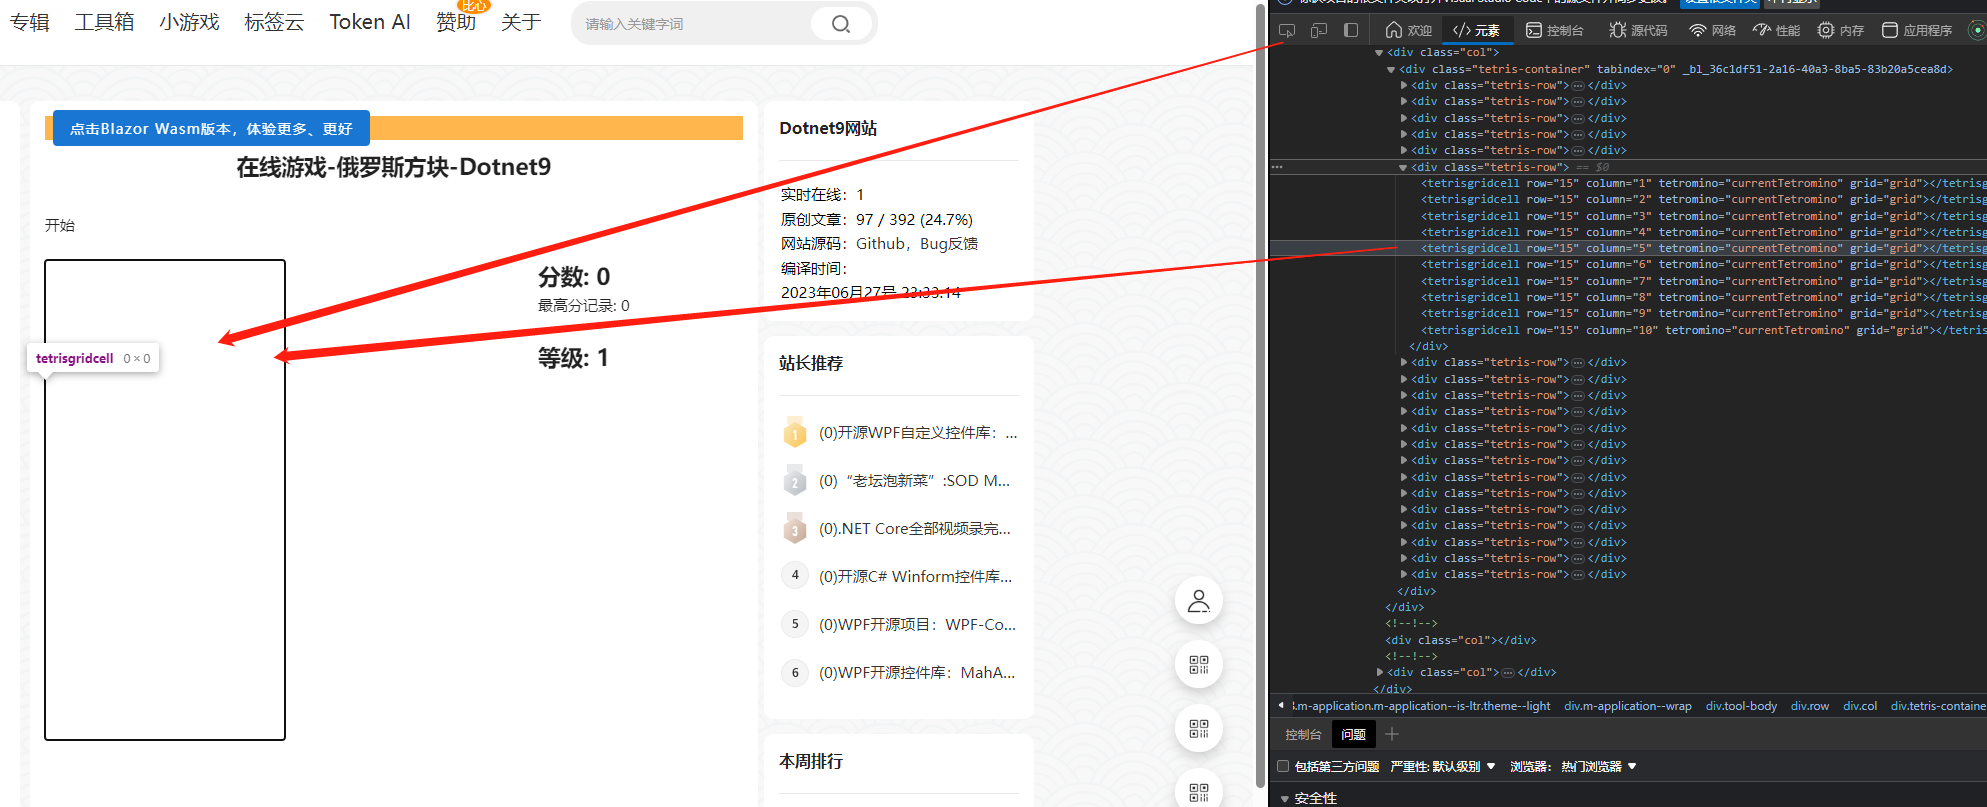 专辑 工具箱 小游戏 标签云 Token AI 赞助 关于
比心
请输入关键字词
点击Blazor Wasm版本，体验更多、更好
在线游戏-俄罗斯方块-Dotnet9
开始
分数: 0
最高分记录: 0
等级: 1
tetrisgridcell 0 × 0
Dotnet9网站
实时在线：1
原创文章：97 / 392 (24.7%)
网站源码：Github，Bug反馈
编译时间：
2023年06月27号 23:33:14
站长推荐
1 (0)开源WPF自定义控件库：...
2 (0)“老坛泡新菜”:SOD M...
3 (0).NET Core全部视频录完...
4 (0)开源C# Winform控件库...
5 (0)WPF开源项目：WPF-Co...
6 (0)WPF开源控件库：MahA...
本周排行
欢迎 </> 元素 控制台 源代码 网络 性能 内存 应用程序
<div class="col">
<div class="tetris-container" tabindex="0" _bl_36c1df51-2a16-40a3-8ba5-83b20a5cea8d>
<div class="tetris-row">…</div>
<div class="tetris-row">…</div>
<div class="tetris-row">…</div>
<div class="tetris-row">…</div>
<div class="tetris-row">…</div>
<div class="tetris-row"> == $0
<tetrisgridcell row="15" column="1" tetromino="currentTetromino" grid="grid"></tetrisg
<tetrisgridcell row="15" column="2" tetromino="currentTetromino" grid="grid"></tetrisg
<tetrisgridcell row="15" column="3" tetromino="currentTetromino" grid="grid"></tetrisg
<tetrisgridcell row="15" column="4" tetromino="currentTetromino" grid="grid"></tetrisg
<tetrisgridcell row="15" column="5" tetromino="currentTetromino" grid="grid"></tetrisg
<tetrisgridcell row="15" column="6" tetromino="currentTetromino" grid="grid"></tetrisg
<tetrisgridcell row="15" column="7" tetromino="currentTetromino" grid="grid"></tetrisg
<tetrisgridcell row="15" column="8" tetromino="currentTetromino" grid="grid"></tetrisg
<tetrisgridcell row="15" column="9" tetromino="currentTetromino" grid="grid"></tetrisg
<tetrisgridcell row="15" column="10" tetromino="currentTetromino" grid="grid"></tetris
</div>
<div class="tetris-row">…</div>
<div class="tetris-row">…</div>
<div class="tetris-row">…</div>
<div class="tetris-row">…</div>
<div class="tetris-row">…</div>
<div class="tetris-row">…</div>
<div class="tetris-row">…</div>
<div class="tetris-row">…</div>
<div class="tetris-row">…</div>
<div class="tetris-row">…</div>
<div class="tetris-row">…</div>
<div class="tetris-row">…</div>
<div class="tetris-row">…</div>
<div class="tetris-row">…</div>
</div>
</div>
<!--!-->
<div class="col"></div>
<!--!-->
<div class="col">…</div>
</div>
.m-application.m-application--is-ltr.theme--light div.m-application--wrap div.tool-body div.row div.col div.tetris-containe
控制台 问题
包括第三方问题 严重性: 默认级别 浏览器: 热门浏览器
安全性